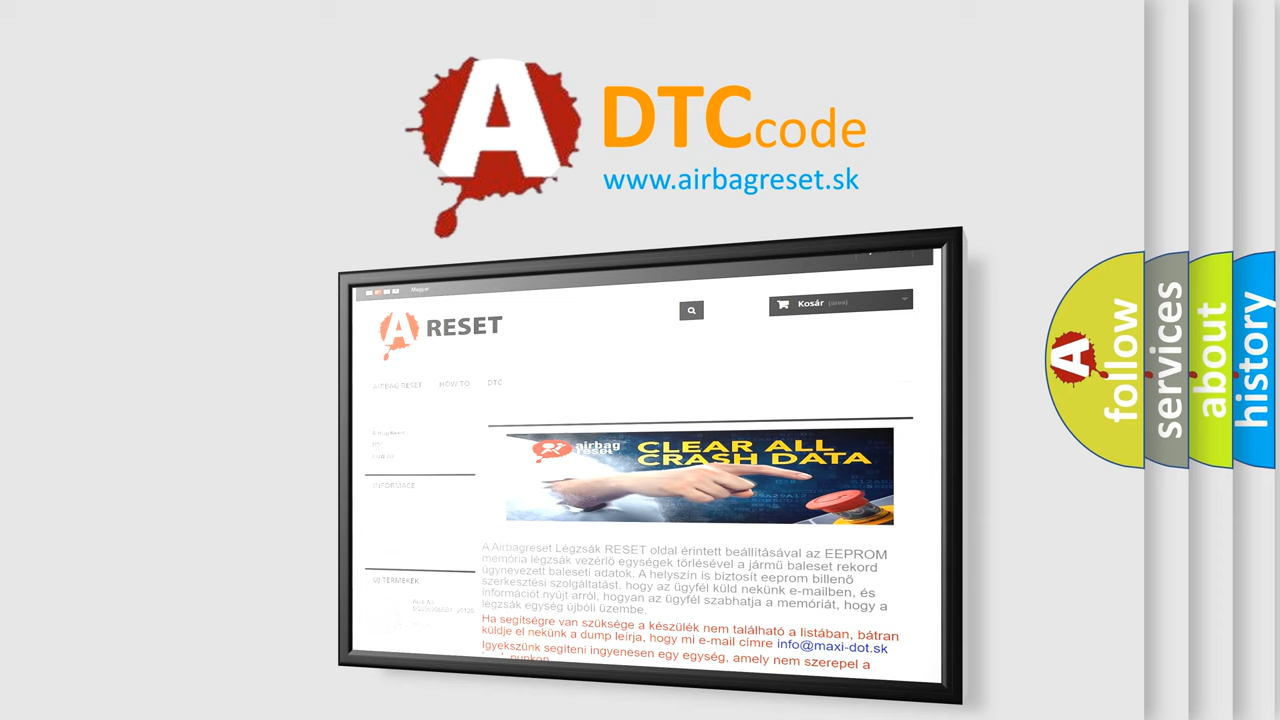 A
DTC code
www.airbagreset.sk
Magyar
A RESET
Kosár (üres)
AIRBAG RESET HOW TO DTC
INFORMACE
ÚJ TERMÉKEK
airbag
reset
CLEAR ALL
CRASH DATA
A Airbagreset Légzsák RESET oldal érintett beállításával az EEPROM
memória légzsák vezérlő egységek törlésével a jármű baleset rekord
úgynevezett baleseti adatok. A helyszín is biztosít eeprom billenő
szerkesztési szolgáltatást, hogy az ügyfél küld nekünk e-mailben, és
információt nyújt arról, hogyan az ügyfél szabhatja a memóriát, hogy a
légzsák egység újbóli üzembe.
Ha segítségre van szüksége a készülék nem található a listában, bátran
küldje el nekünk a dump leírja, hogy mi e-mail címre info@maxi-dot.sk
Igyekszünk segíteni ingyenesen egy egység, amely nem szerepel a
A
follow
services
about
history